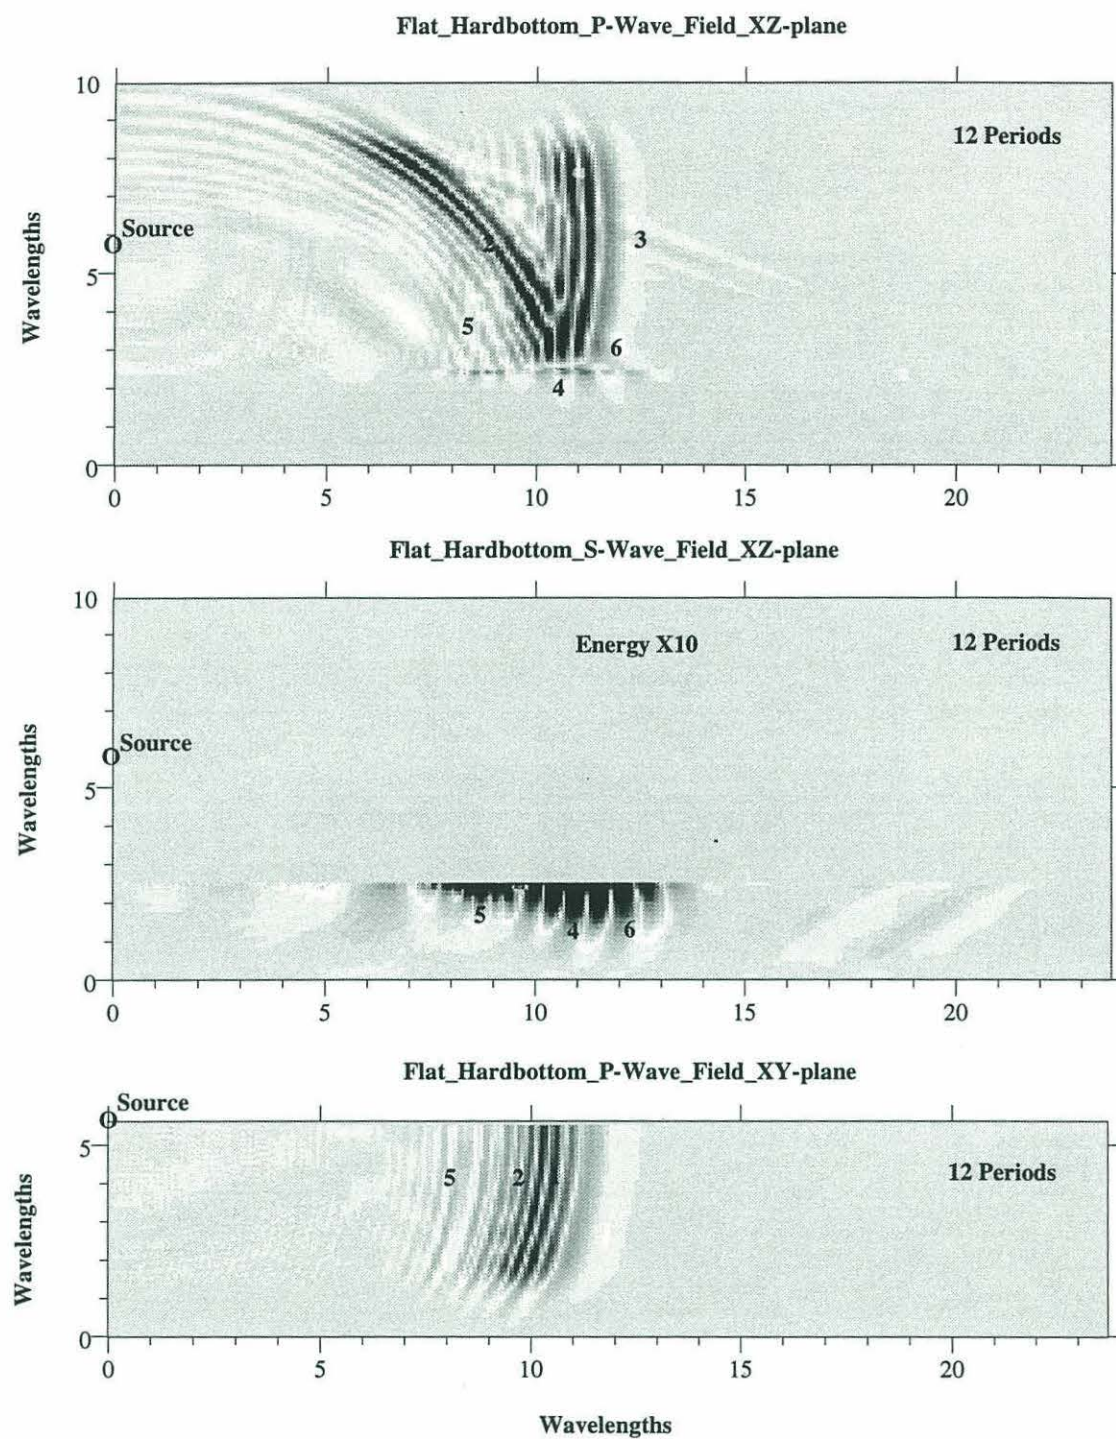 Flat_Hardbottom_P-Wave_Field_XZ-plane
10
12 Periods
Source
2
3
Wavelengths
5
5
6
4
0
0 5 10 15 20
Flat_Hardbottom_S-Wave_Field_XZ-plane
10
Energy X10
12 Periods
Source
Wavelengths
5
5
4
6
0
0 5 10 15 20
Flat_Hardbottom_P-Wave_Field_XY-plane
Source
5
5
2
12 Periods
Wavelengths
0
0 5 10 15 20
Wavelengths